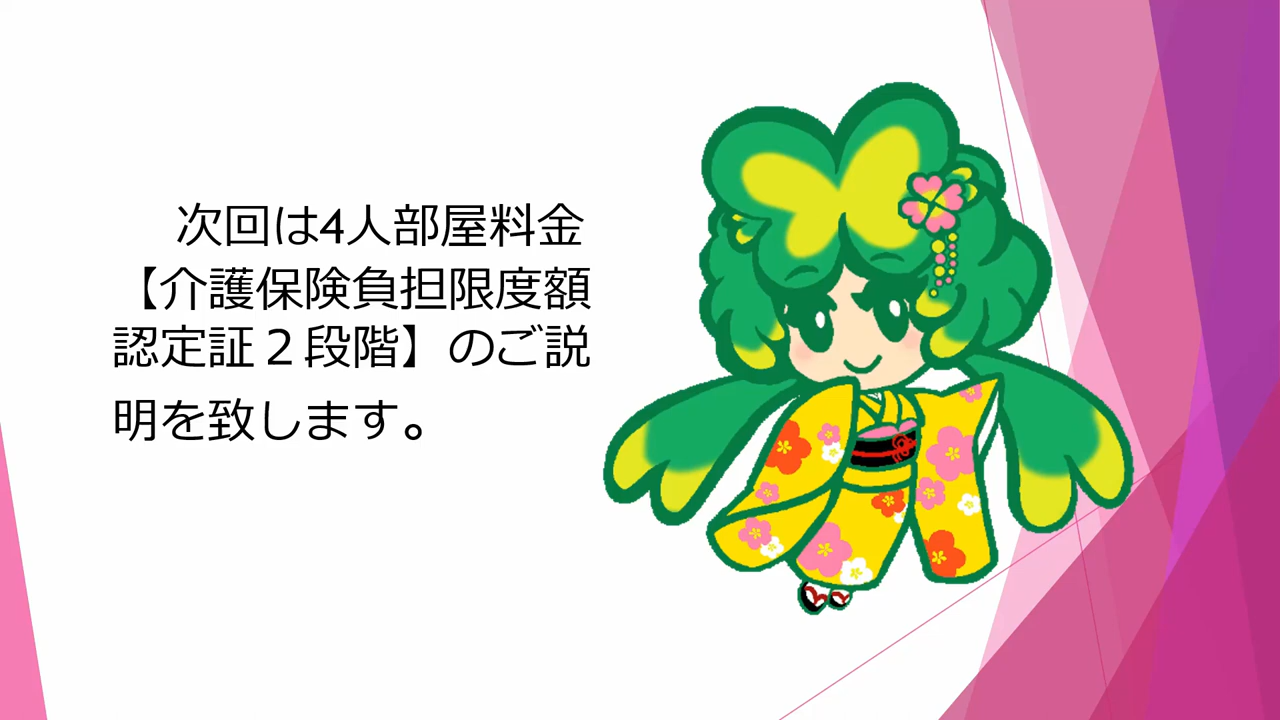 次回は4人部屋料金
【介護保険負担限度額
認定証２段階】のご説
明を致します。